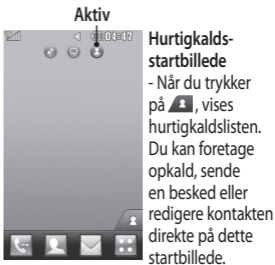 Aktiv
04:47
Hurtigkalds-
startbillede
- Når du trykker
på , vises
hurtigkaldslisten.
Du kan foretage
opkald, sende
en besked eller
redigere kontakten
direkte på dette
startbillede.